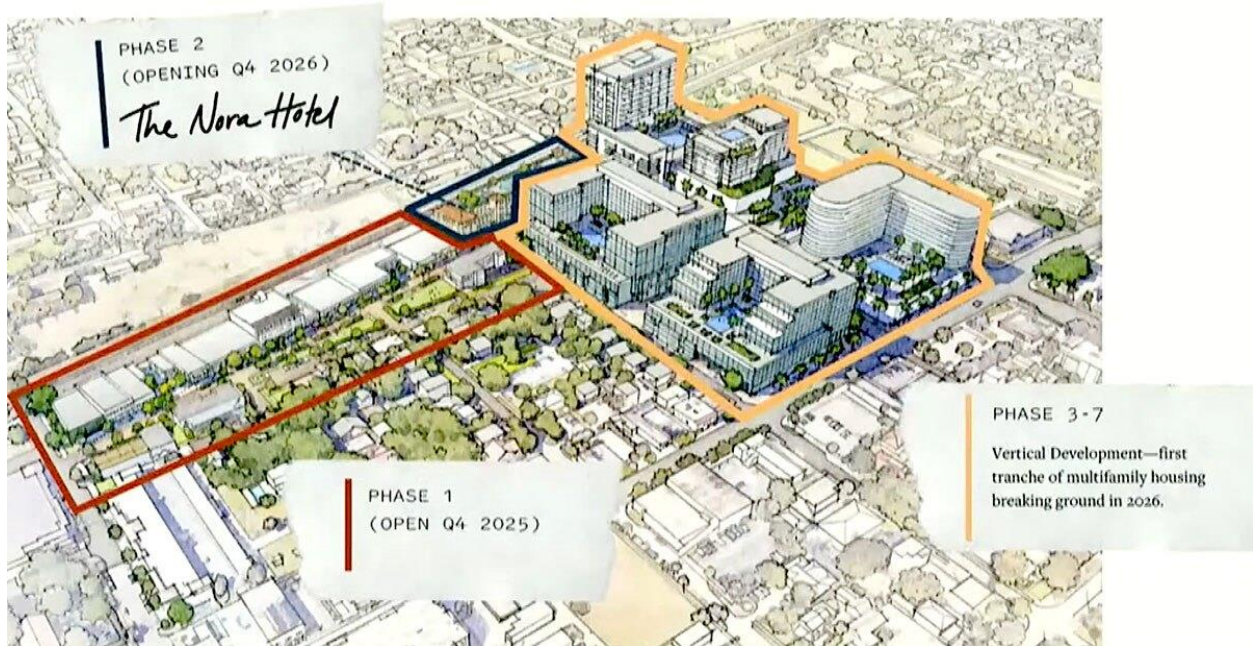 PHASE 2
(OPENING Q4 2026)
The Nora Hotel
PHASE 1
(OPEN Q4 2025)
PHASE 3-7
Vertical Development—first
tranche of multifamily housing
breaking ground in 2026.